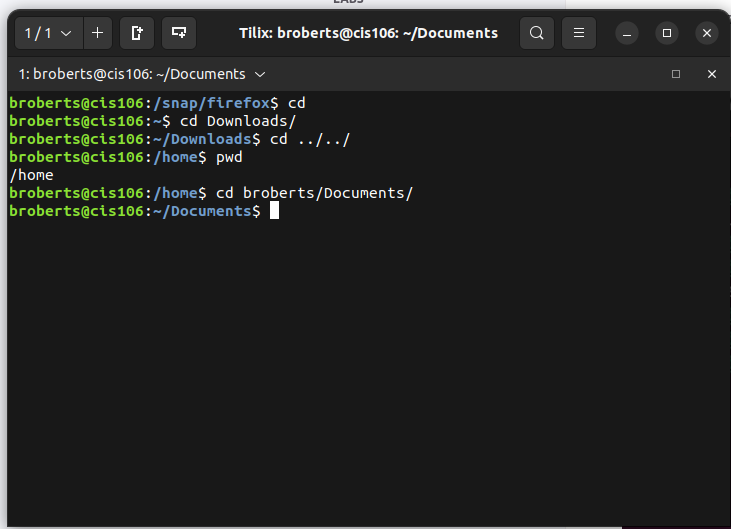 LABS
1 / 1
Tilix: broberts@cis106: ~/Documents
1: broberts@cis106: ~/Documents
broberts@cis106:/snap/firefox$ cd
broberts@cis106:~$ cd Downloads/
broberts@cis106:~/Downloads$ cd ../../
broberts@cis106:/home$ pwd
/home
broberts@cis106:/home$ cd broberts/Documents/
broberts@cis106:~/Documents$